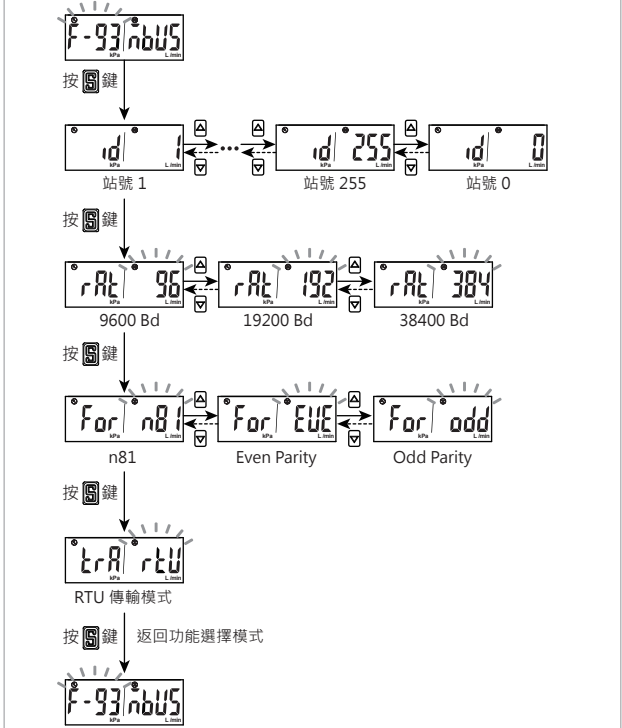 F-93 nbUS
kPa L /min
按 S 鍵
id 1 ... id 255 id 0
kPa L /min kPa L /min kPa L /min
站號 1 站號 255 站號 0
按 S 鍵
rAt 96 rAt 192 rAt 384
kPa L /min kPa L /min kPa L /min
9600 Bd 19200 Bd 38400 Bd
按 S 鍵
For n81 For EVE For odd
kPa L /min kPa L /min kPa L /min
n81 Even Parity Odd Parity
按 S 鍵
trA rtU
kPa L /min
RTU 傳輸模式
按 S 鍵 返回功能選擇模式
F-93 nbUS
kPa L /min